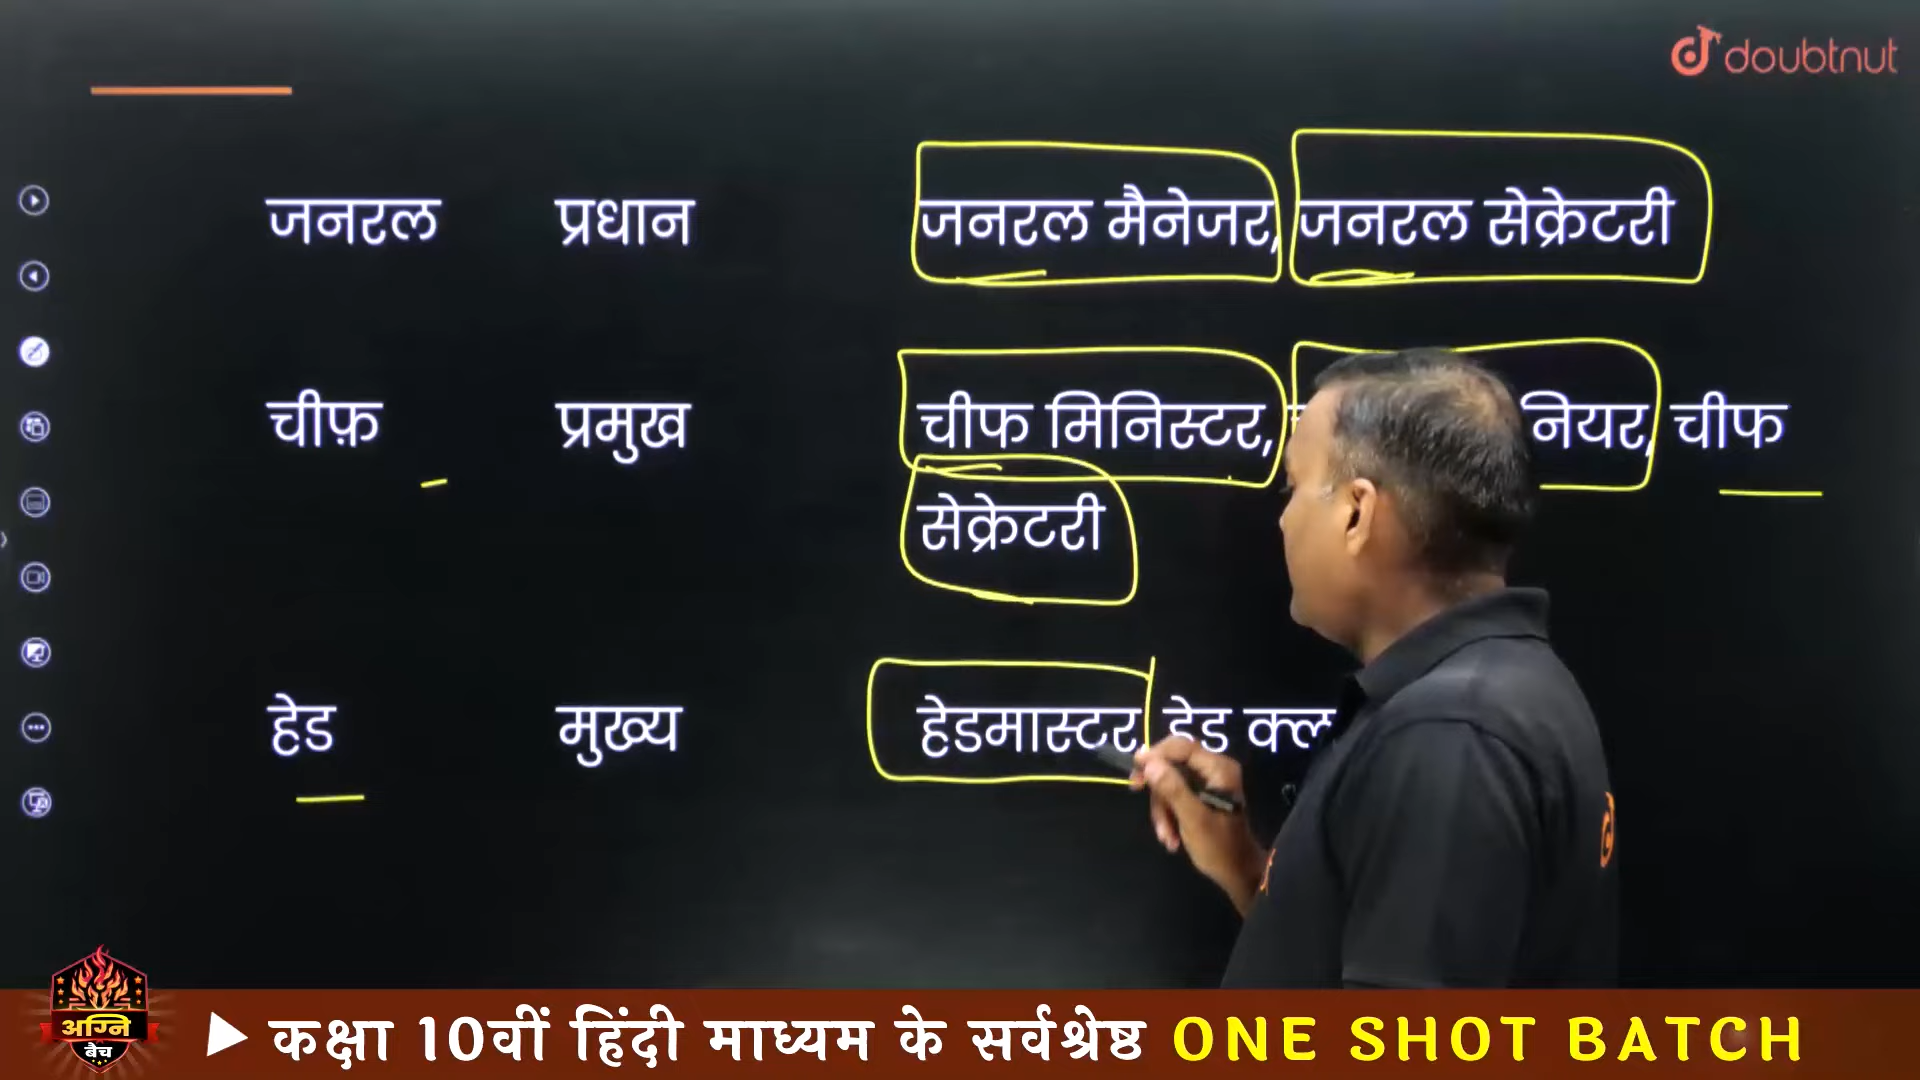 doubtnut
जनरल प्रधान जनरल मैनेजर, जनरल सेक्रेटरी
चीफ़ प्रमुख चीफ मिनिस्टर, चीफ
सेक्रेटरी
हेड मुख्य हेडमास्टर, हेड
अग्नि
बैच
कक्षा 10वीं हिंदी माध्यम के सर्वश्रेष्ठ ONE SHOT BATCH